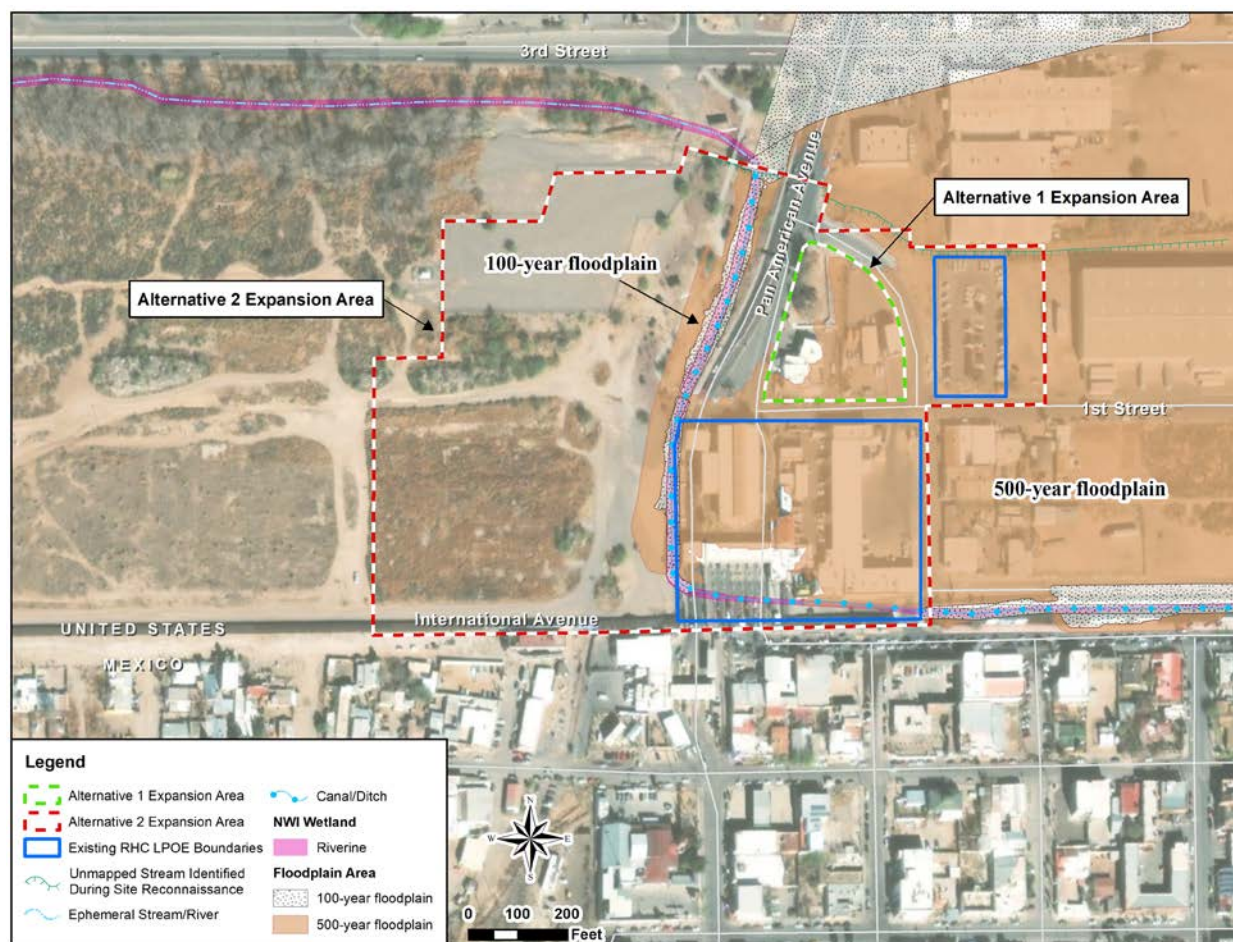 3rd Street
Pan American Avenue
Alternative 1 Expansion Area
100-year floodplain
Alternative 2 Expansion Area
1st Street
500-year floodplain
International Avenue
UNITED STATES
MEXICO
Legend
Alternative 1 Expansion Area
Alternative 2 Expansion Area
Existing RHC LPOE Boundaries
Unmapped Stream Identified
During Site Reconnaissance
Ephemeral Stream/River
Canal/Ditch
NWI Wetland
Riverine
Floodplain Area
100-year floodplain
500-year floodplain
N
W E
S
0 100 200
Feet